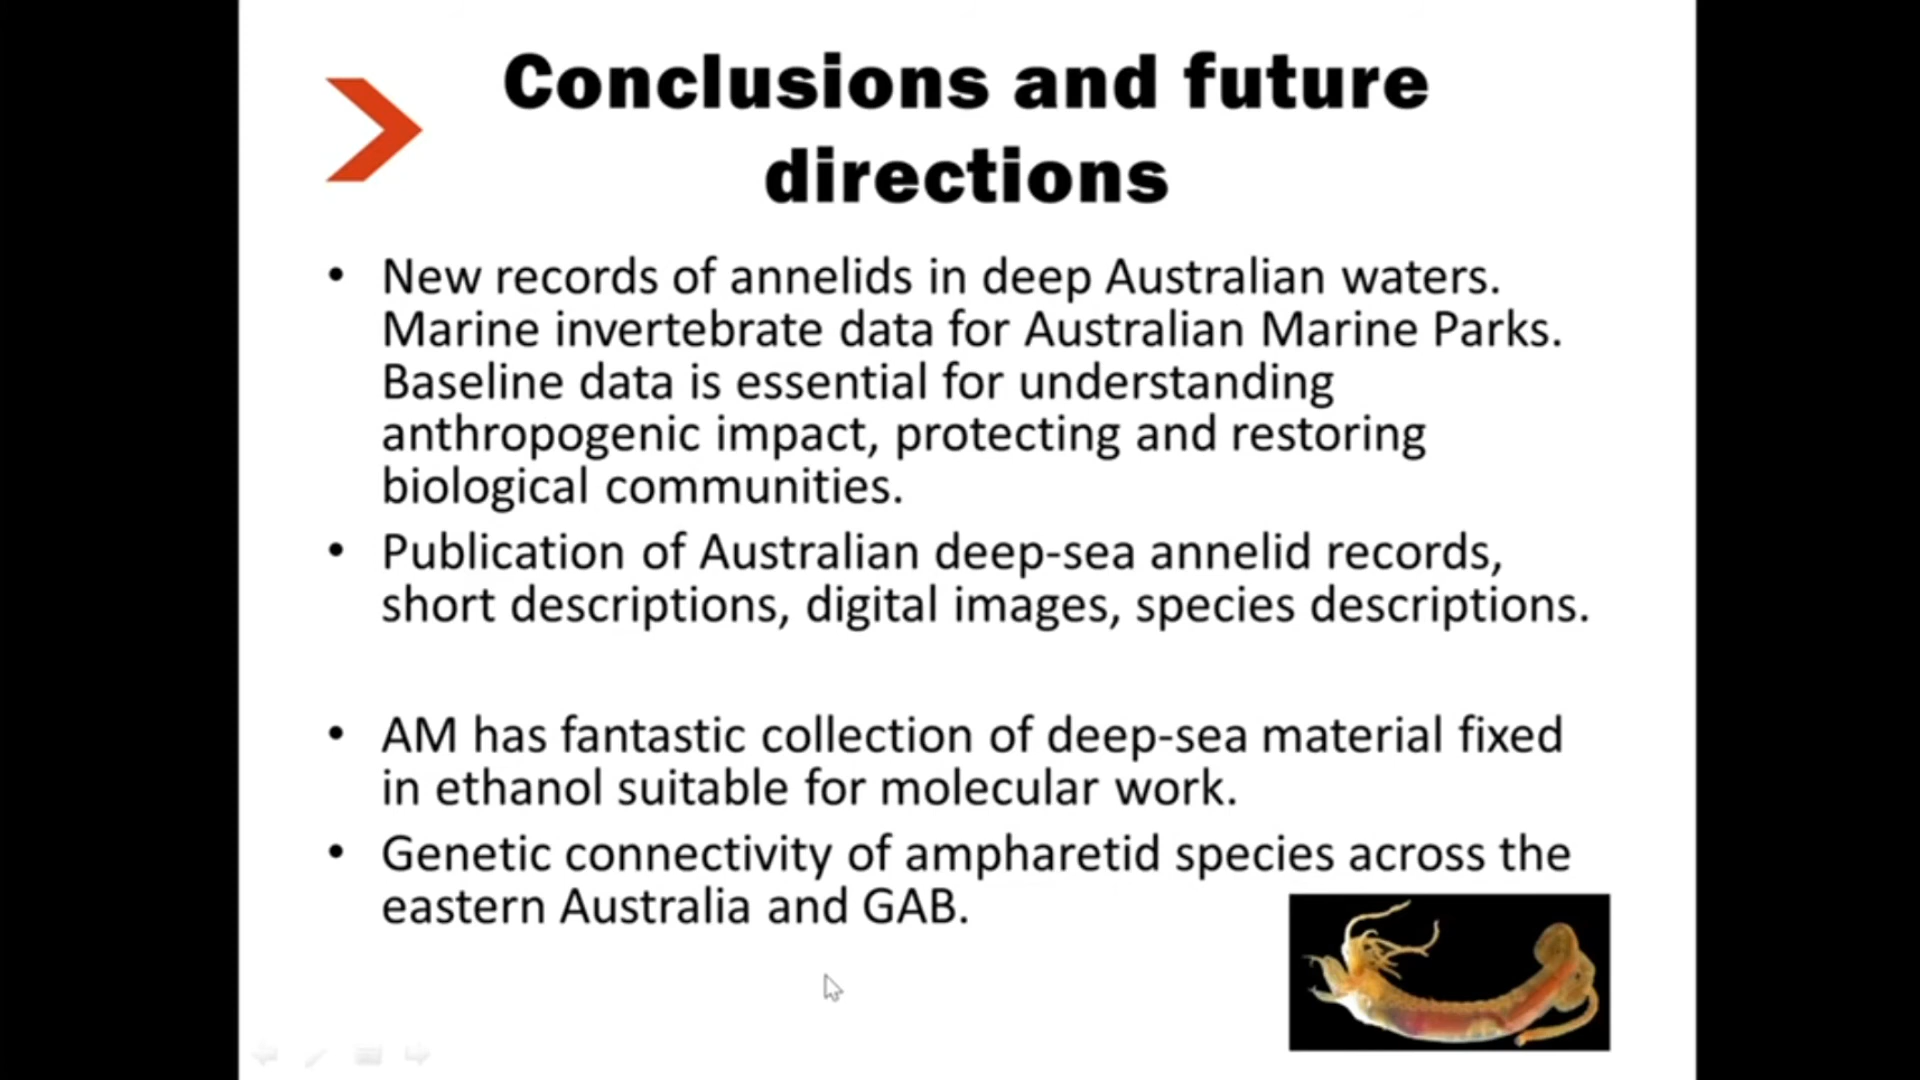 Conclusions and future
directions
• New records of annelids in deep Australian waters.
Marine invertebrate data for Australian Marine Parks.
Baseline data is essential for understanding
anthropogenic impact, protecting and restoring
biological communities.
• Publication of Australian deep-sea annelid records,
short descriptions, digital images, species descriptions.
• AM has fantastic collection of deep-sea material fixed
in ethanol suitable for molecular work.
• Genetic connectivity of ampharetid species across the
eastern Australia and GAB.